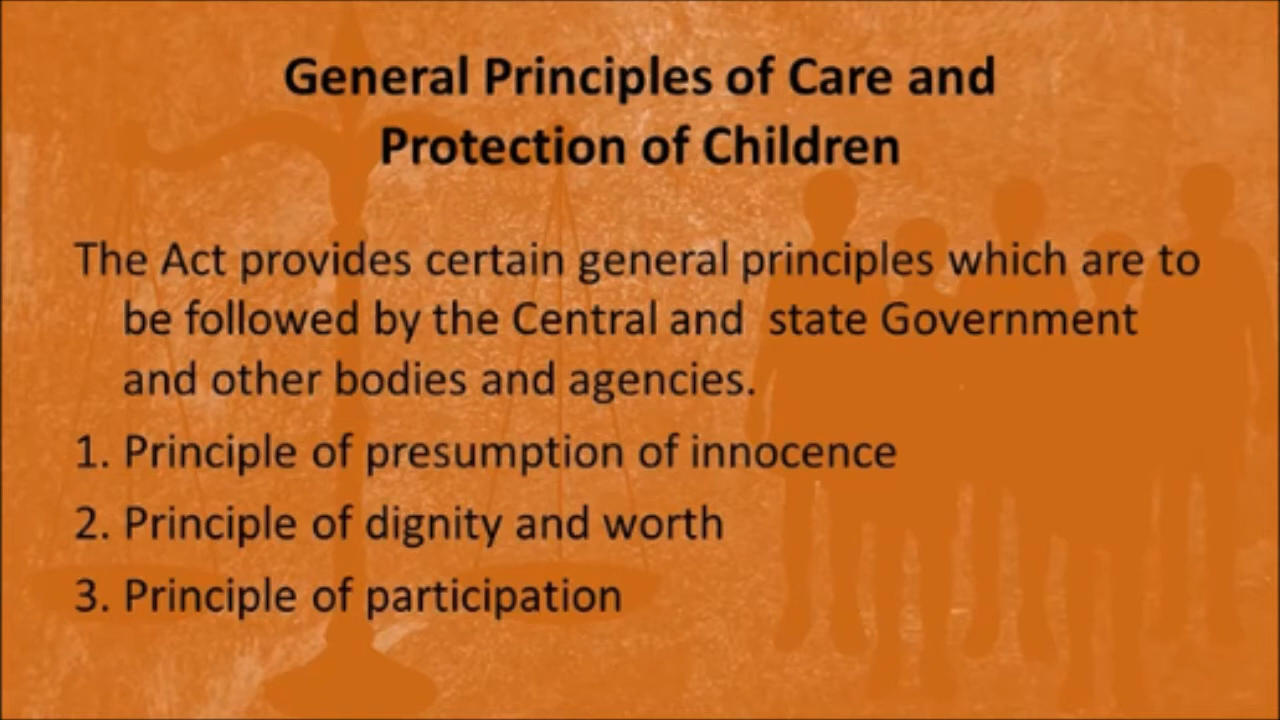 General Principles of Care and
Protection of Children
The Act provides certain general principles which are to
be followed by the Central and  state Government
and other bodies and agencies.
1. Principle of presumption of innocence
2. Principle of dignity and worth
3. Principle of participation